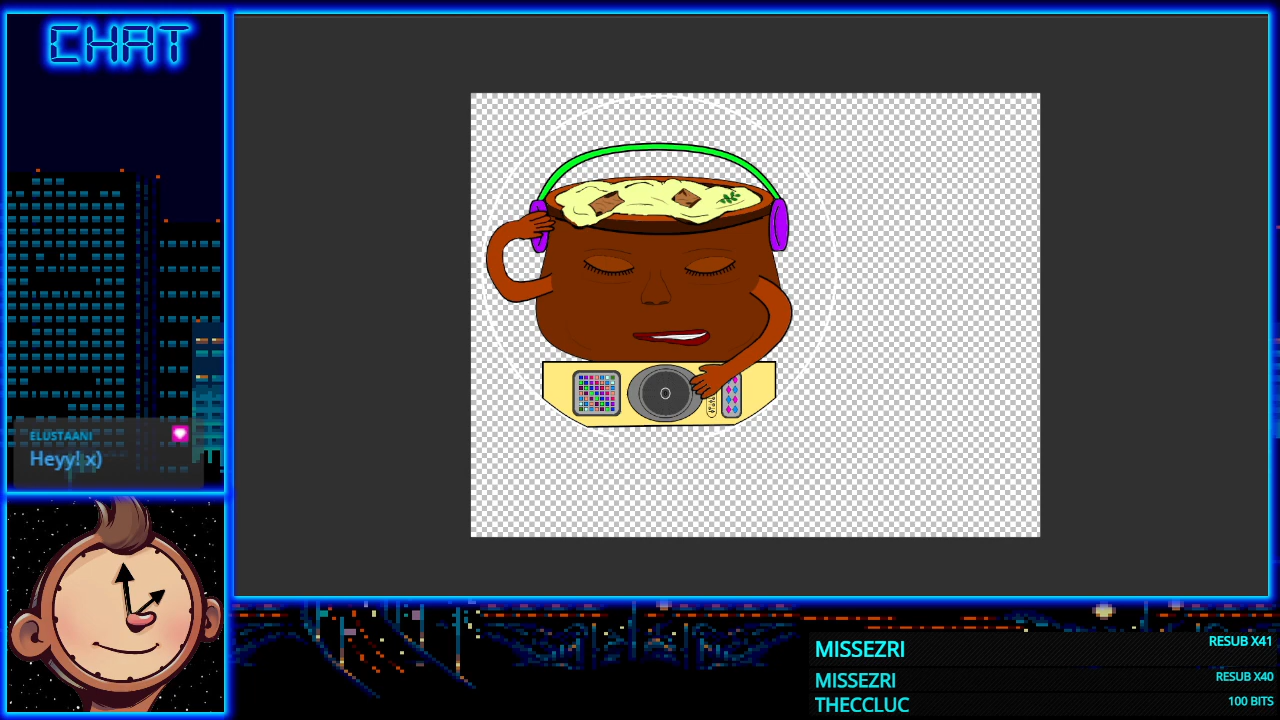 CHAT
ELUSTAANI
Heyy! x)
MISSEZRI RESUB X41
MISSEZRI RESUB X40
THECCLUC 100 BITS